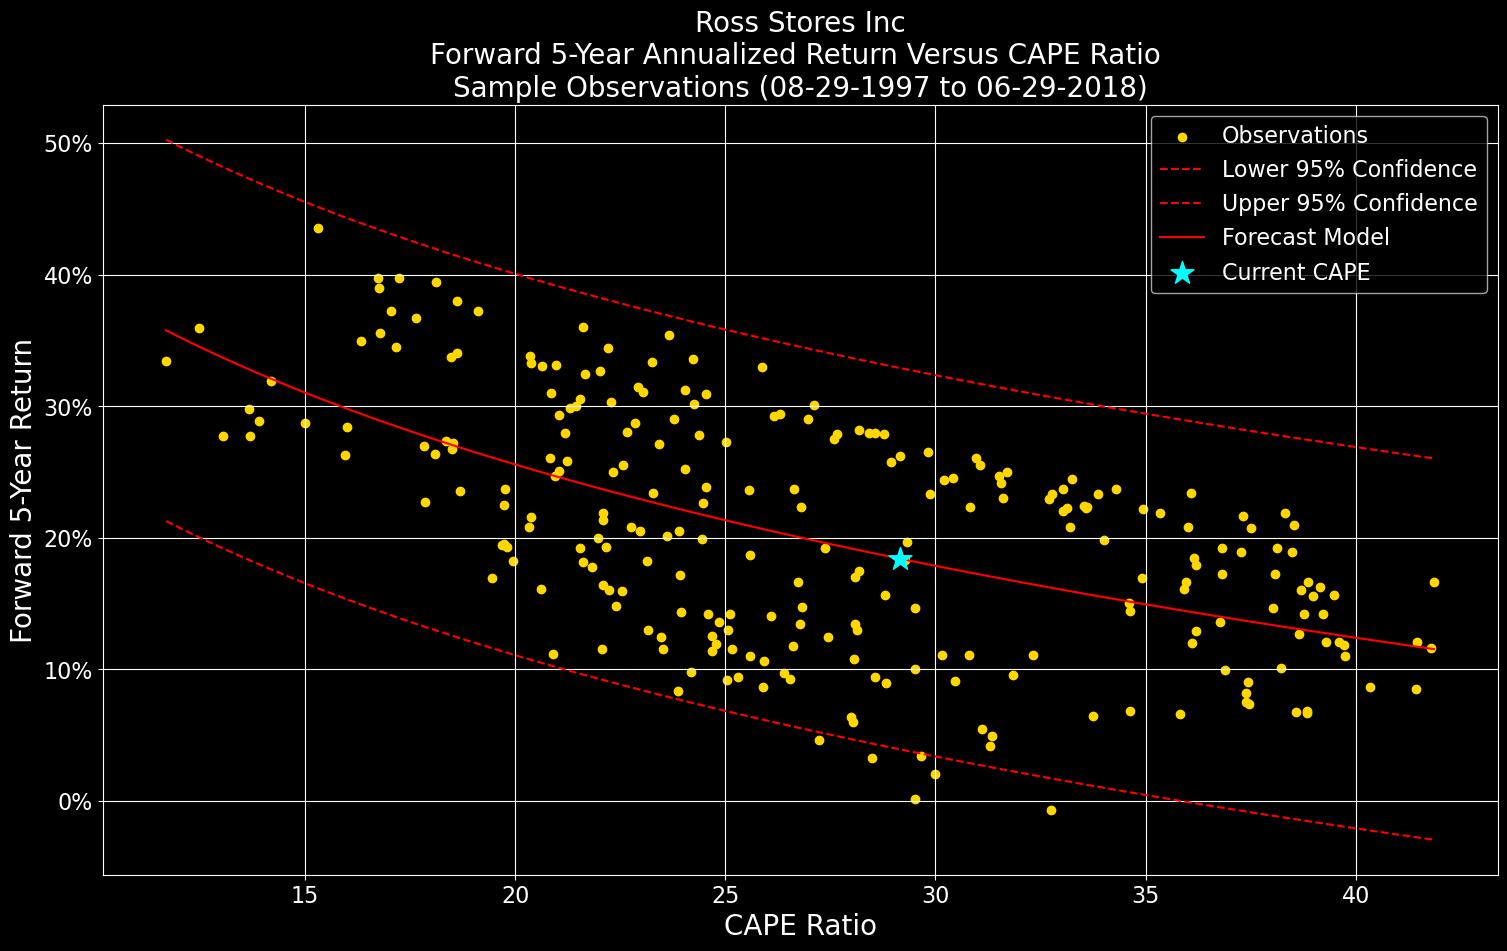 Ross Stores Inc
Forward 5-Year Annualized Return Versus CAPE Ratio
Sample Observations (08-29-1997 to 06-29-2018)
Observations
Lower 95% Confidence
Upper 95% Confidence
Forecast Model
Current CAPE
Forward 5-Year Return
50%
40%
30%
20%
10%
0%
15 20 25 30 35 40
CAPE Ratio